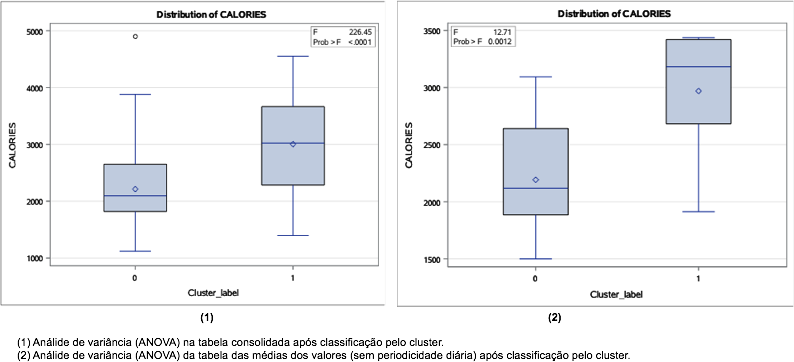 Distribution of CALORIES
F 226.45
Prob > F <.0001
5000
4000
3000
2000
1000
CALORIES
0 1
Cluster_label
(1)
Distribution of CALORIES
F 12.71
Prob > F 0.0012
3500
3000
2500
2000
1500
CALORIES
0 1
Cluster_label
(2)
(1) Análide de variância (ANOVA) na tabela consolidada após classificação pelo cluster.
(2) Análide de variância (ANOVA) da tabela das médias dos valores (sem periodicidade diária) após classificação pelo cluster.